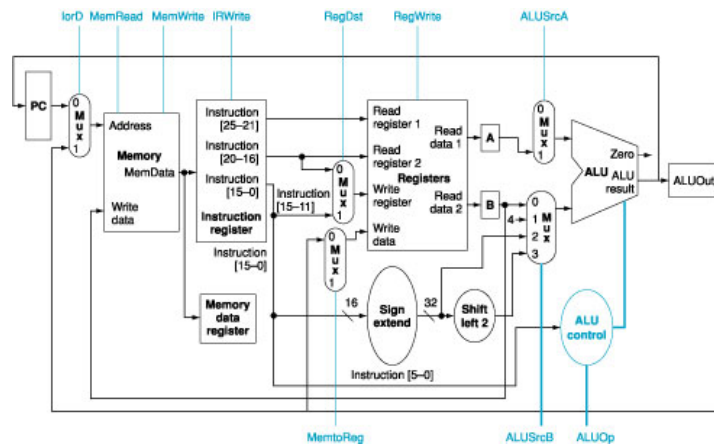 IorD MemRead MemWrite IRWrite RegDst RegWrite ALUSrcA
PC
0
M
u
x
1
Address
Memory
MemData
Write
data
Instruction
[25–21]
Instruction
[20–16]
Instruction
[15–0]
Instruction
register
Instruction
[15–0]
Memory
data
register
Instruction
[15–11]
0
M
u
x
1
0
M
u
x
1
Read
register 1
Read
register 2
Write
register
Write
data
Registers
Read
data 1
Read
data 2
A
B
4
0
M
u
x
1
0
1
2
3
M
u
x
Zero
ALU
ALU
result
ALUOut
16
Sign
extend
32
Shift
left 2
ALU
control
Instruction [5–0]
MemtoReg ALUSrcB ALUOp